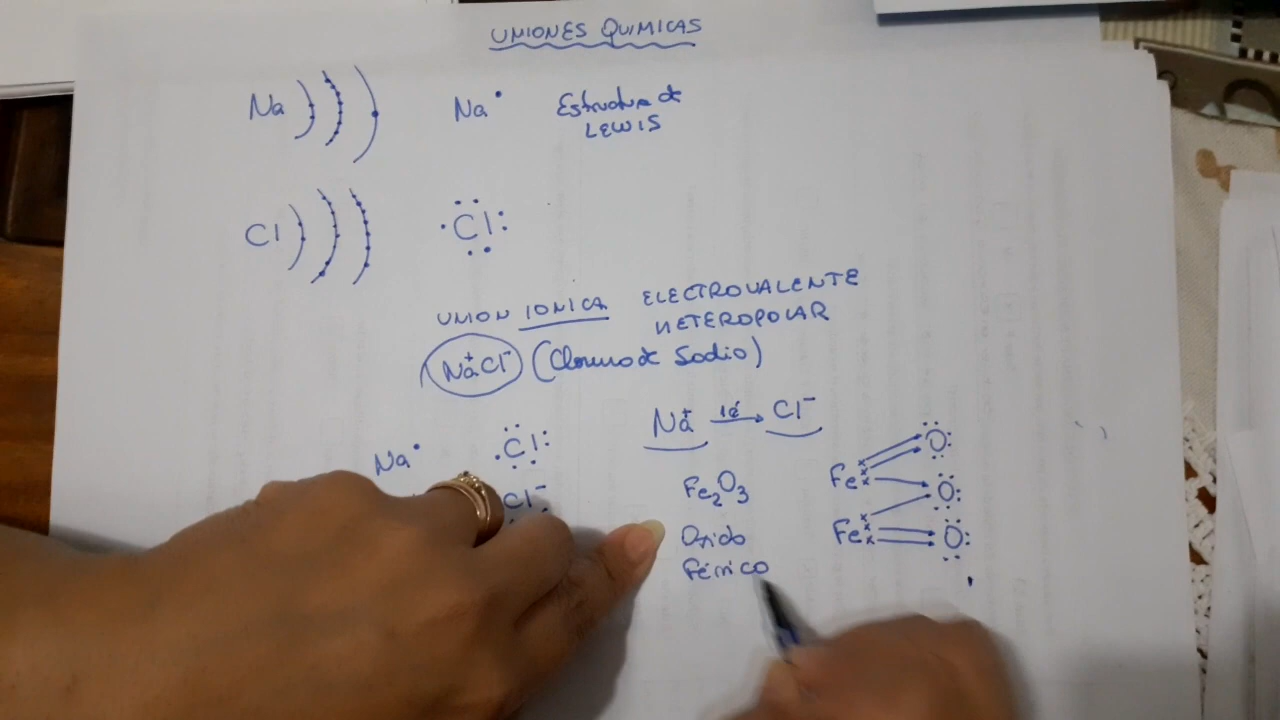 UNIONES QUIMICAS
Na
Na•
Estructura de
LEWIS
Cl
Cl
UNION IONICA ELECTROVALENTE
HETEROPOLAR
Na⁺Cl⁻ (Cloruro de Sodio)
Na⁺ 1é → Cl⁻
Na•
Cl
Cl⁻
Fe₂O₃
Oxido
Férrico
Fe
Fe
O
O
O